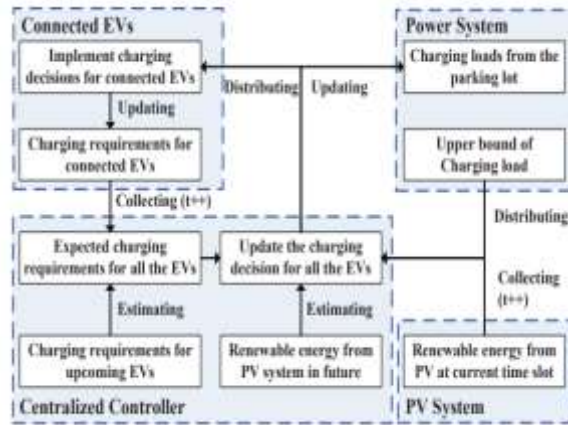 Connected EVs
Implement charging
decisions for connected EVs
Updating
Charging requirements for
connected EVs
Collecting (t++)
Distributing
Updating
Power System
Charging loads from the
parking lot
Upper bound of
Charging load
Distributing
Collecting
(t++)
Expected charging
requirements for all the EVs
Update the charging
decision for all the EVs
Estimating
Estimating
Charging requirements for
upcoming EVs
Renewable energy from
PV system in future
Centralized Controller
Renewable energy from
PV at current time slot
PV System